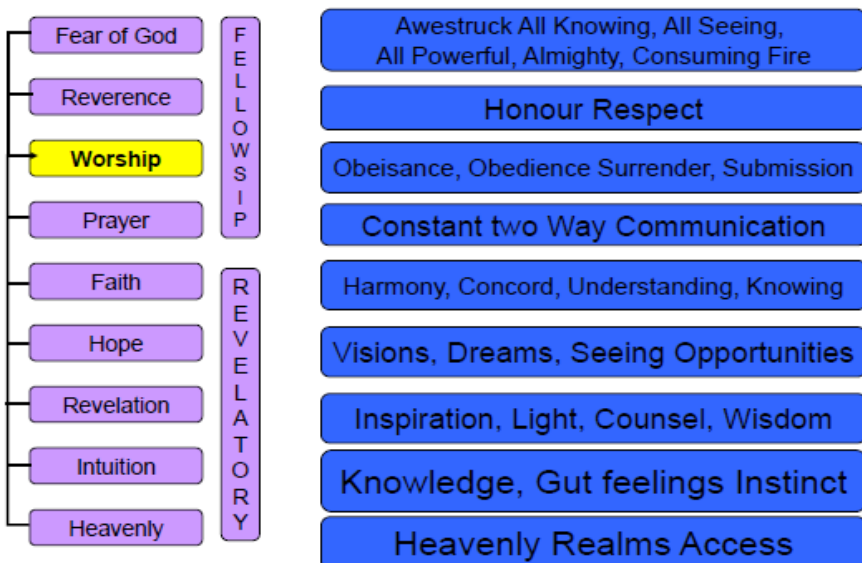 Fear of God
Reverence
Worship
Prayer
Faith
Hope
Revelation
Intuition
Heavenly
FELLOWSIP
REVELATORY
Awestruck All Knowing, All Seeing,
All Powerful, Almighty, Consuming Fire
Honour Respect
Obeisance, Obedience Surrender, Submission
Constant two Way Communication
Harmony, Concord, Understanding, Knowing
Visions, Dreams, Seeing Opportunities
Inspiration, Light, Counsel, Wisdom
Knowledge, Gut feelings Instinct
Heavenly Realms Access